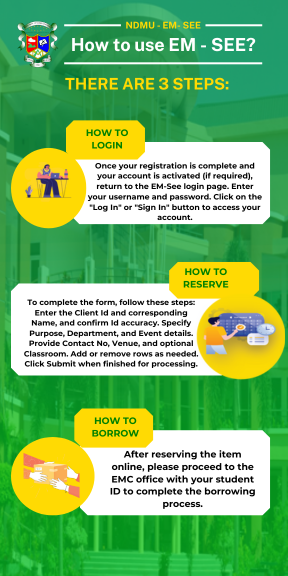 NDMU - EM- SEE
How to use EM - SEE?
THERE ARE 3 STEPS:
HOW TO
LOGIN
Once your registration is complete and
your account is activated (if required),
return to the EM-See login page. Enter
your username and password. Click on the
"Log In" or "Sign In" button to access your
account.
HOW TO
RESERVE
To complete the form, follow these steps:
Enter the Client Id and corresponding
Name, and confirm Id accuracy. Specify
Purpose, Department, and Event details.
Provide Contact No, Venue, and optional
Classroom. Add or remove rows as needed.
Click Submit when finished for processing.
HOW TO
BORROW
After reserving the item
online, please proceed to the
EMC office with your student
ID to complete the borrowing
process.